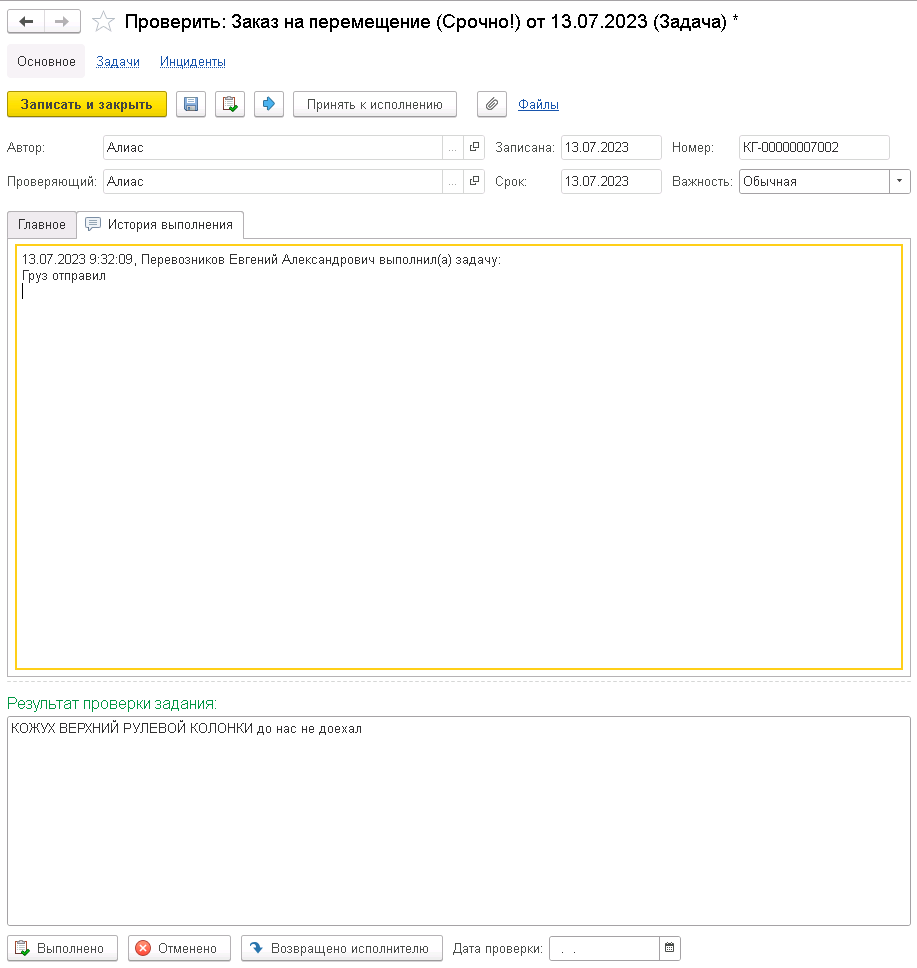 Проверить: Заказ на перемещение (Срочно!) от 13.07.2023 (Задача) *
Основное Задачи Инциденты
Записать и закрыть Принять к исполнению Файлы
Автор: Алиас ... Записана: 13.07.2023 Номер: КГ-00000007002
Проверяющий: Алиас ... Срок: 13.07.2023 Важность: Обычная
Главное История выполнения
13.07.2023 9:32:09, Перевозников Евгений Александрович выполнил(а) задачу:
Груз отправил
Результат проверки задания:
КОЖУХ ВЕРХНИЙ РУЛЕВОЙ КОЛОНКИ до нас не доехал
Выполнено Отменено Возвращено исполнителю Дата проверки: . .